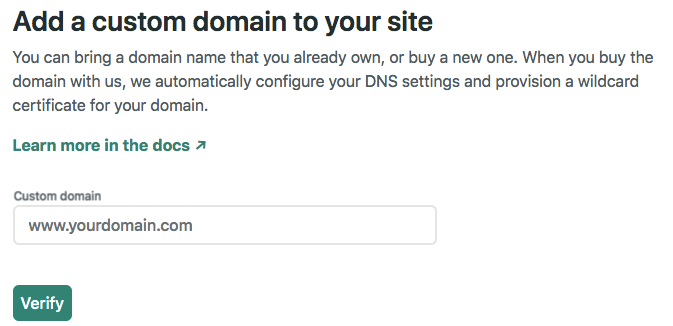 Add a custom domain to your site
You can bring a domain name that you already own, or buy a new one. When you buy the
domain with us, we automatically configure your DNS settings and provision a wildcard
certificate for your domain.
Learn more in the docs ↗
Custom domain
www.yourdomain.com
Verify